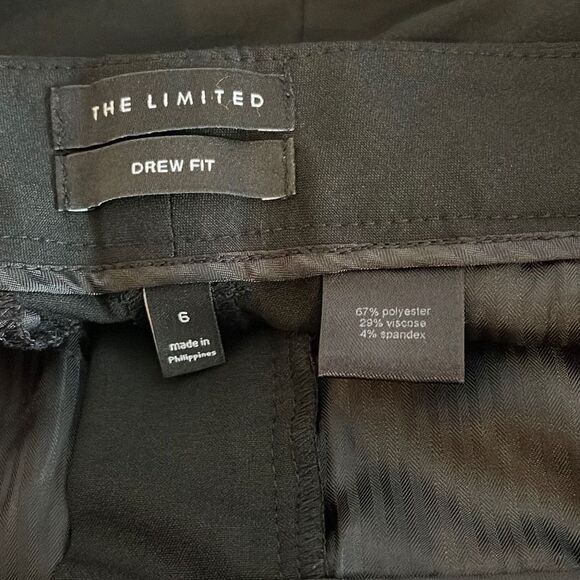 THE LIMITED
DREW FIT
6
made in
Philippines
67% polyester
29% viscose
4% spandex